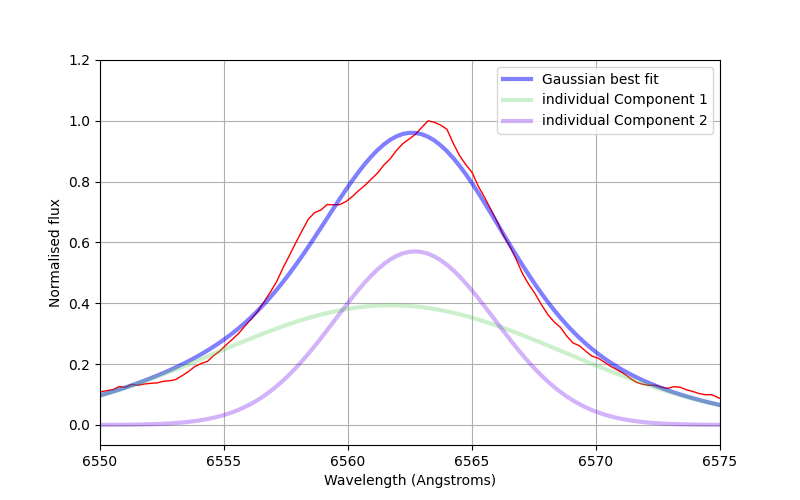 1.2
1.0
0.8
0.6
0.4
0.2
0.0
Normalised flux
Gaussian best fit
individual Component 1
individual Component 2
6550 6555 6560 6565 6570 6575
Wavelength (Angstroms)